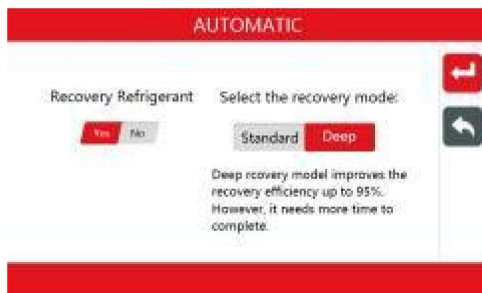 AUTOMATIC
Recovery Refrigerant
Yes No
Select the recovery mode:
Standard Deep
Deep rcovery model improves the
recovery efficiency up to 95%.
However, it needs more time to
complete.